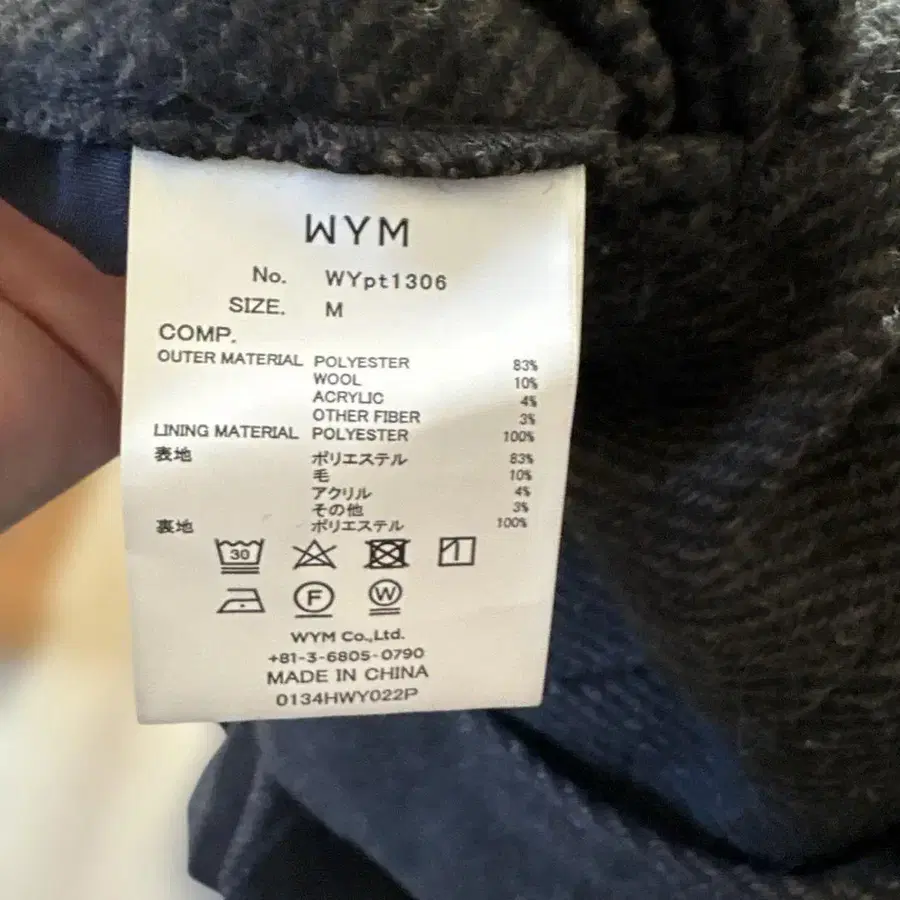 WYM
No. WYpt1306
SIZE. M
COMP.
OUTER MATERIAL POLYESTER 83%
WOOL 10%
ACRYLIC 4%
OTHER FIBER 3%
LINING MATERIAL POLYESTER 100%
表地 ポリエステル 83%
毛 10%
アクリル 4%
その他 3%
裏地 ポリエステル 100%
30
F W
WYM Co.,Ltd.
+81-3-6805-0790
MADE IN CHINA
0134HWY022P